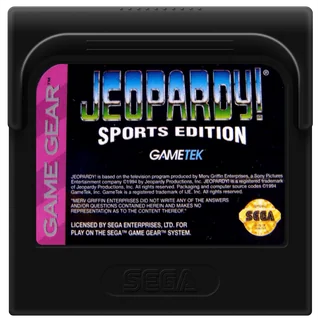 GAME GEAR™
JEOPARDY!
SPORTS EDITION
GAMETEK
JEOPARDY! is based on the television program produced by Merv Griffin Enterprises, a Sony Pictures
Entertainment company ©1994 by Jeopardy Productions, Inc. JEOPARDY! is a registered trademark
of Jeopardy Productions, Inc. All rights reserved. Packaging and computer source codes ©1994
GameTek, Inc. GameTek is a registered trademark of IJE, Inc. All rights reserved.
"MERV GRIFFIN ENTERPRISES DID NOT WRITE ANY OF THE ANSWERS
AND/OR QUESTIONS CONTAINED HEREIN AND MAKES NO
REPRESENTATION AS TO THE CONTENT THEREOF."
LICENSED BY SEGA ENTERPRISES, LTD. FOR
PLAY ON THE SEGA™ GAME GEAR™ SYSTEM.
SEGA
SEGA